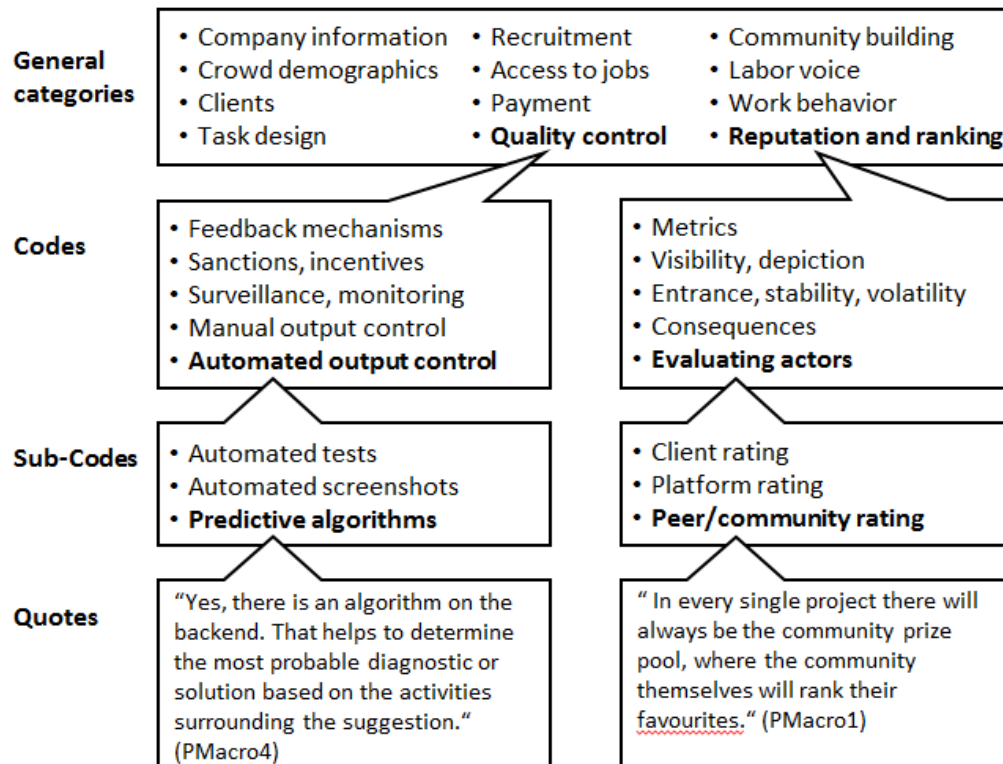 General
categories
• Company information
• Crowd demographics
• Clients
• Task design
• Recruitment
• Access to jobs
• Payment
• Quality control
• Community building
• Labor voice
• Work behavior
• Reputation and ranking
Codes
• Feedback mechanisms
• Sanctions, incentives
• Surveillance, monitoring
• Manual output control
• Automated output control
• Metrics
• Visibility, depiction
• Entrance, stability, volatility
• Consequences
• Evaluating actors
Sub-Codes
• Automated tests
• Automated screenshots
• Predictive algorithms
• Client rating
• Platform rating
• Peer/community rating
Quotes
“Yes, there is an algorithm on the
backend. That helps to determine
the most probable diagnostic or
solution based on the activities
surrounding the suggestion.“
(PMacro4)
“ In every single project there will
always be the community prize
pool, where the community
themselves will rank their
favourites.“ (PMacro1)